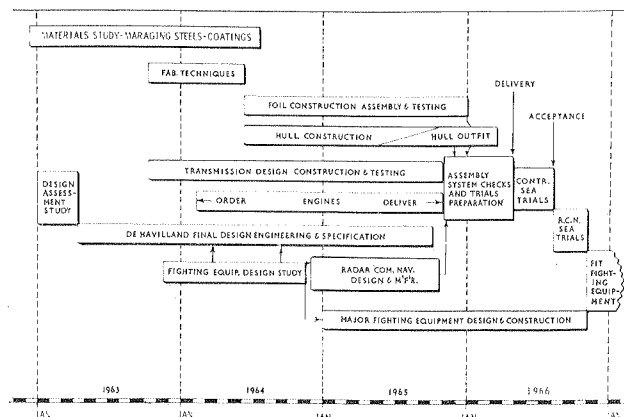 MATERIALS STUDY-MARAGING STEELS-COATINGS
FAB. TECHNIQUES
FOIL CONSTRUCTION ASSEMBLY & TESTING
DELIVERY
HULL CONSTRUCTION
HULL OUTFIT
ACCEPTANCE
DESIGN
ASSESS-
MENT
STUDY
TRANSMISSION DESIGN CONSTRUCTION & TESTING
ASSEMBLY
SYSTEM CHECKS
AND TRIALS
PREPARATION
CONTR.
SEA
TRIALS
ORDER ENGINES DELIVER
R.C.N.
SEA
TRIALS
DE HAVILLAND FINAL DESIGN ENGINEERING & SPECIFICATION
FIGHTING EQUIP. DESIGN STUDY
RADAR COM. NAV.
DESIGN & M'F'R.
FIT
FIGHT-
ING
EQUIP-
MENT
MAJOR FIGHTING EQUIPMENT DESIGN & CONSTRUCTION
1963 1964 1965 1966